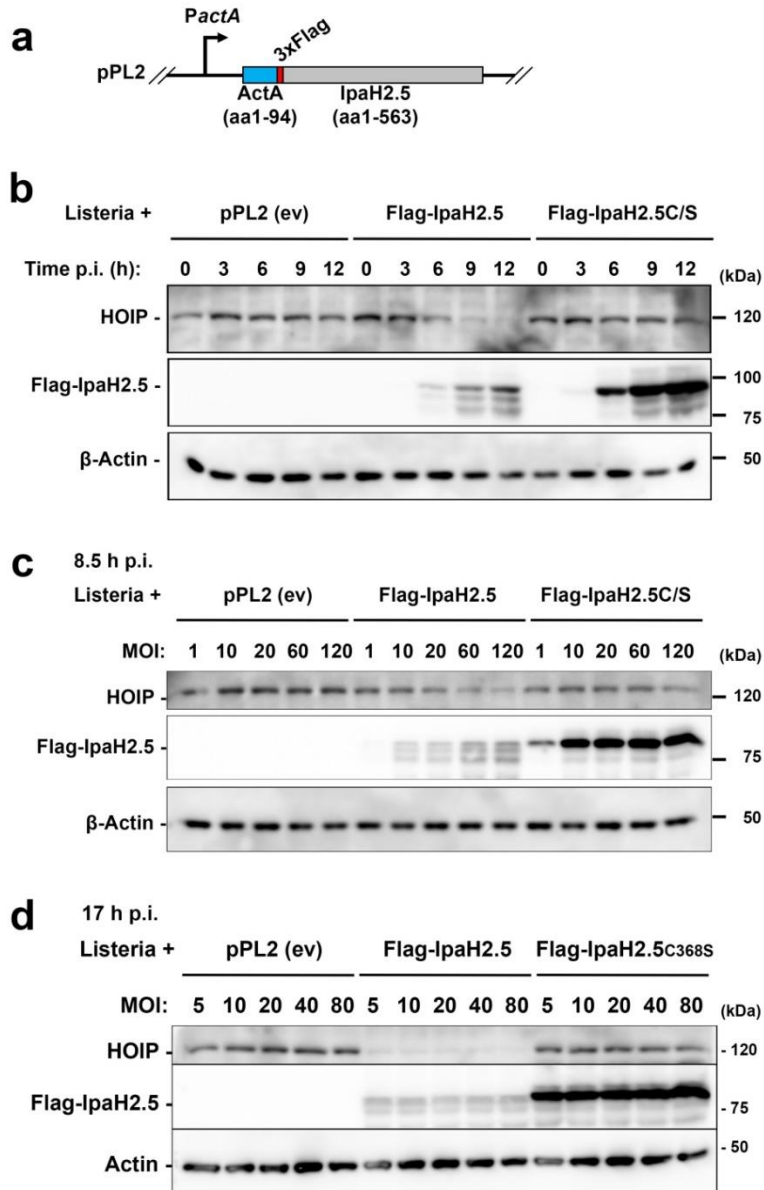 a
PactA
3xFlag
pPL2
ActA IpaH2.5
(aa1-94) (aa1-563)
b
Listeria + pPL2 (ev) Flag-IpaH2.5 Flag-IpaH2.5C/S
Time p.i. (h): 0 3 6 9 12 0 3 6 9 12 0 3 6 9 12 (kDa)
HOIP - 120
Flag-IpaH2.5 - 100
75
β-Actin - 50
c
8.5 h p.i.
Listeria + pPL2 (ev) Flag-IpaH2.5 Flag-IpaH2.5C/S
MOI: 1 10 20 60 120 1 10 20 60 120 1 10 20 60 120 (kDa)
HOIP - 120
Flag-IpaH2.5 - 75
β-Actin - 50
d
17 h p.i.
Listeria + pPL2 (ev) Flag-IpaH2.5 Flag-IpaH2.5C368S
MOI: 5 10 20 40 80 5 10 20 40 80 5 10 20 40 80 (kDa)
HOIP - - 120
Flag-IpaH2.5 - - 75
- 50
Actin -